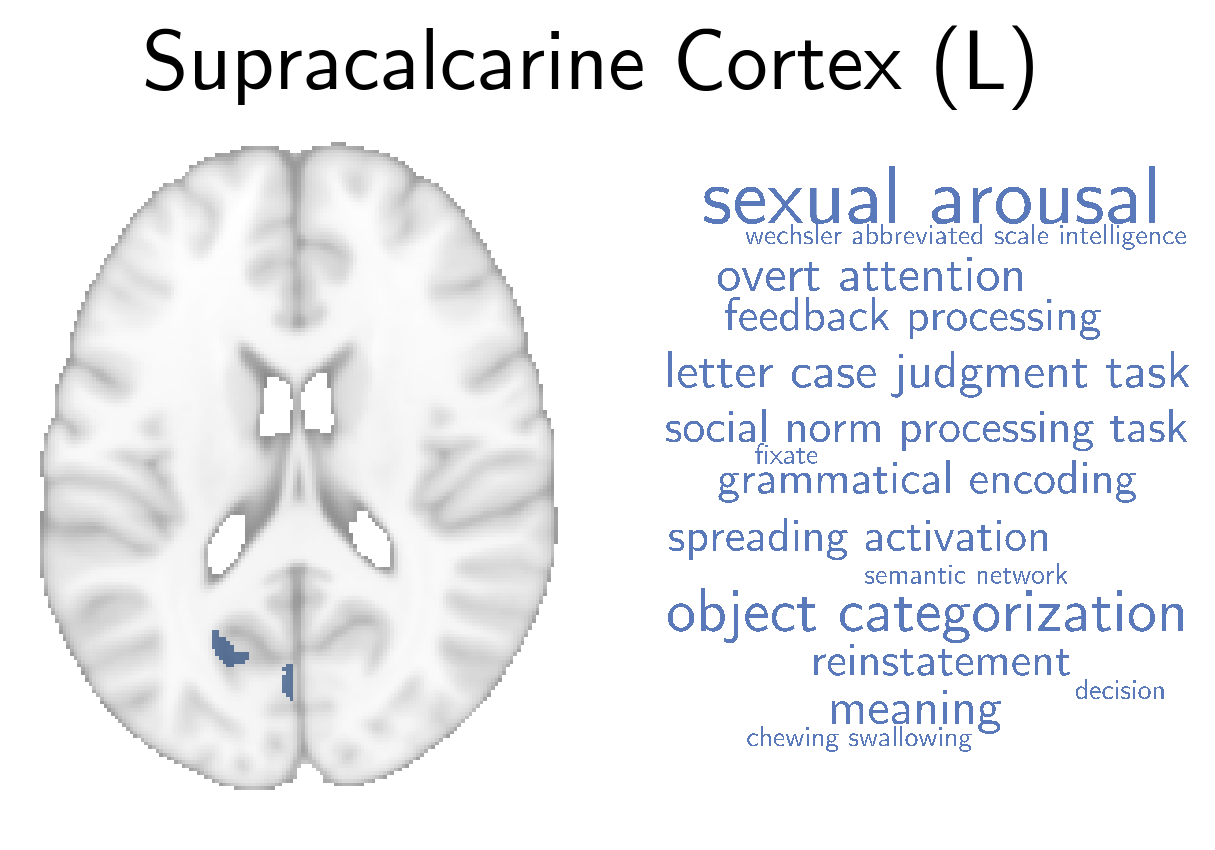 Supracalcarine Cortex (L)
sexual arousal
wechsler abbreviated scale intelligence
overt attention
feedback processing
letter case judgment task
social norm processing task
fixate
grammatical encoding
spreading activation
semantic network
object categorization
reinstatement
decision
meaning
chewing swallowing